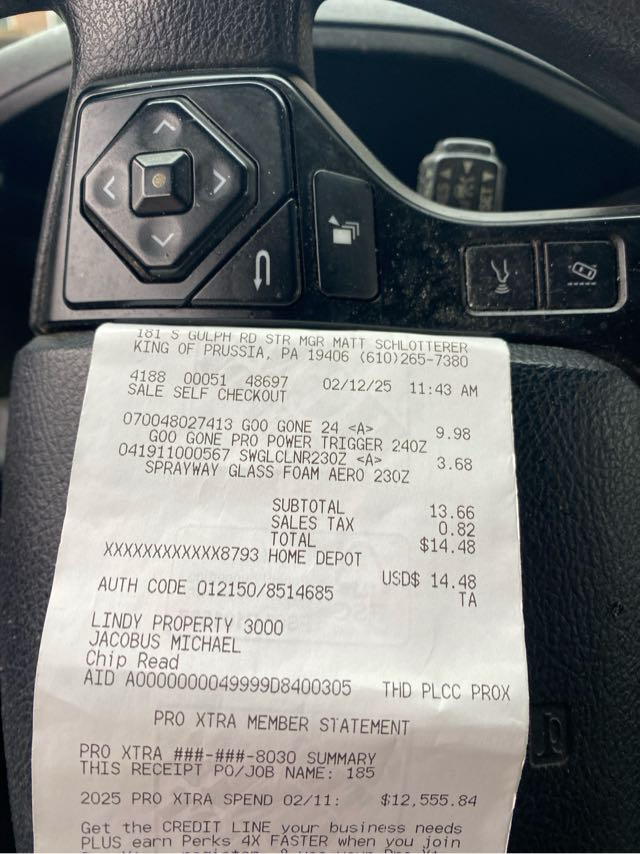 181 S GULPH RD STR MGR MATT SCHLOTTERER
KING OF PRUSSIA, PA 19406 (610)265-7380
4188 00051 48697 02/12/25 11:43 AM
SALE SELF CHECKOUT
070048027413 GOO GONE 24 <A> 9.98
GOO GONE PRO POWER TRIGGER 24OZ
041911000567 SWGLCLNR23OZ <A> 3.68
SPRAYWAY GLASS FOAM AERO 23OZ
SUBTOTAL 13.66
SALES TAX 0.82
TOTAL $14.48
XXXXXXXXXXXX8793 HOME DEPOT
USD$ 14.48
AUTH CODE 012150/8514685 TA
LINDY PROPERTY 3000
JACOBUS MICHAEL
Chip Read
AID A0000000049999D8400305 THD PLCC PROX
PRO XTRA MEMBER STATEMENT
PRO XTRA ###-###-8030 SUMMARY
THIS RECEIPT PO/JOB NAME: 185
2025 PRO XTRA SPEND 02/11: $12,555.84
Get the CREDIT LINE your business needs
PLUS earn Perks 4X FASTER when you join